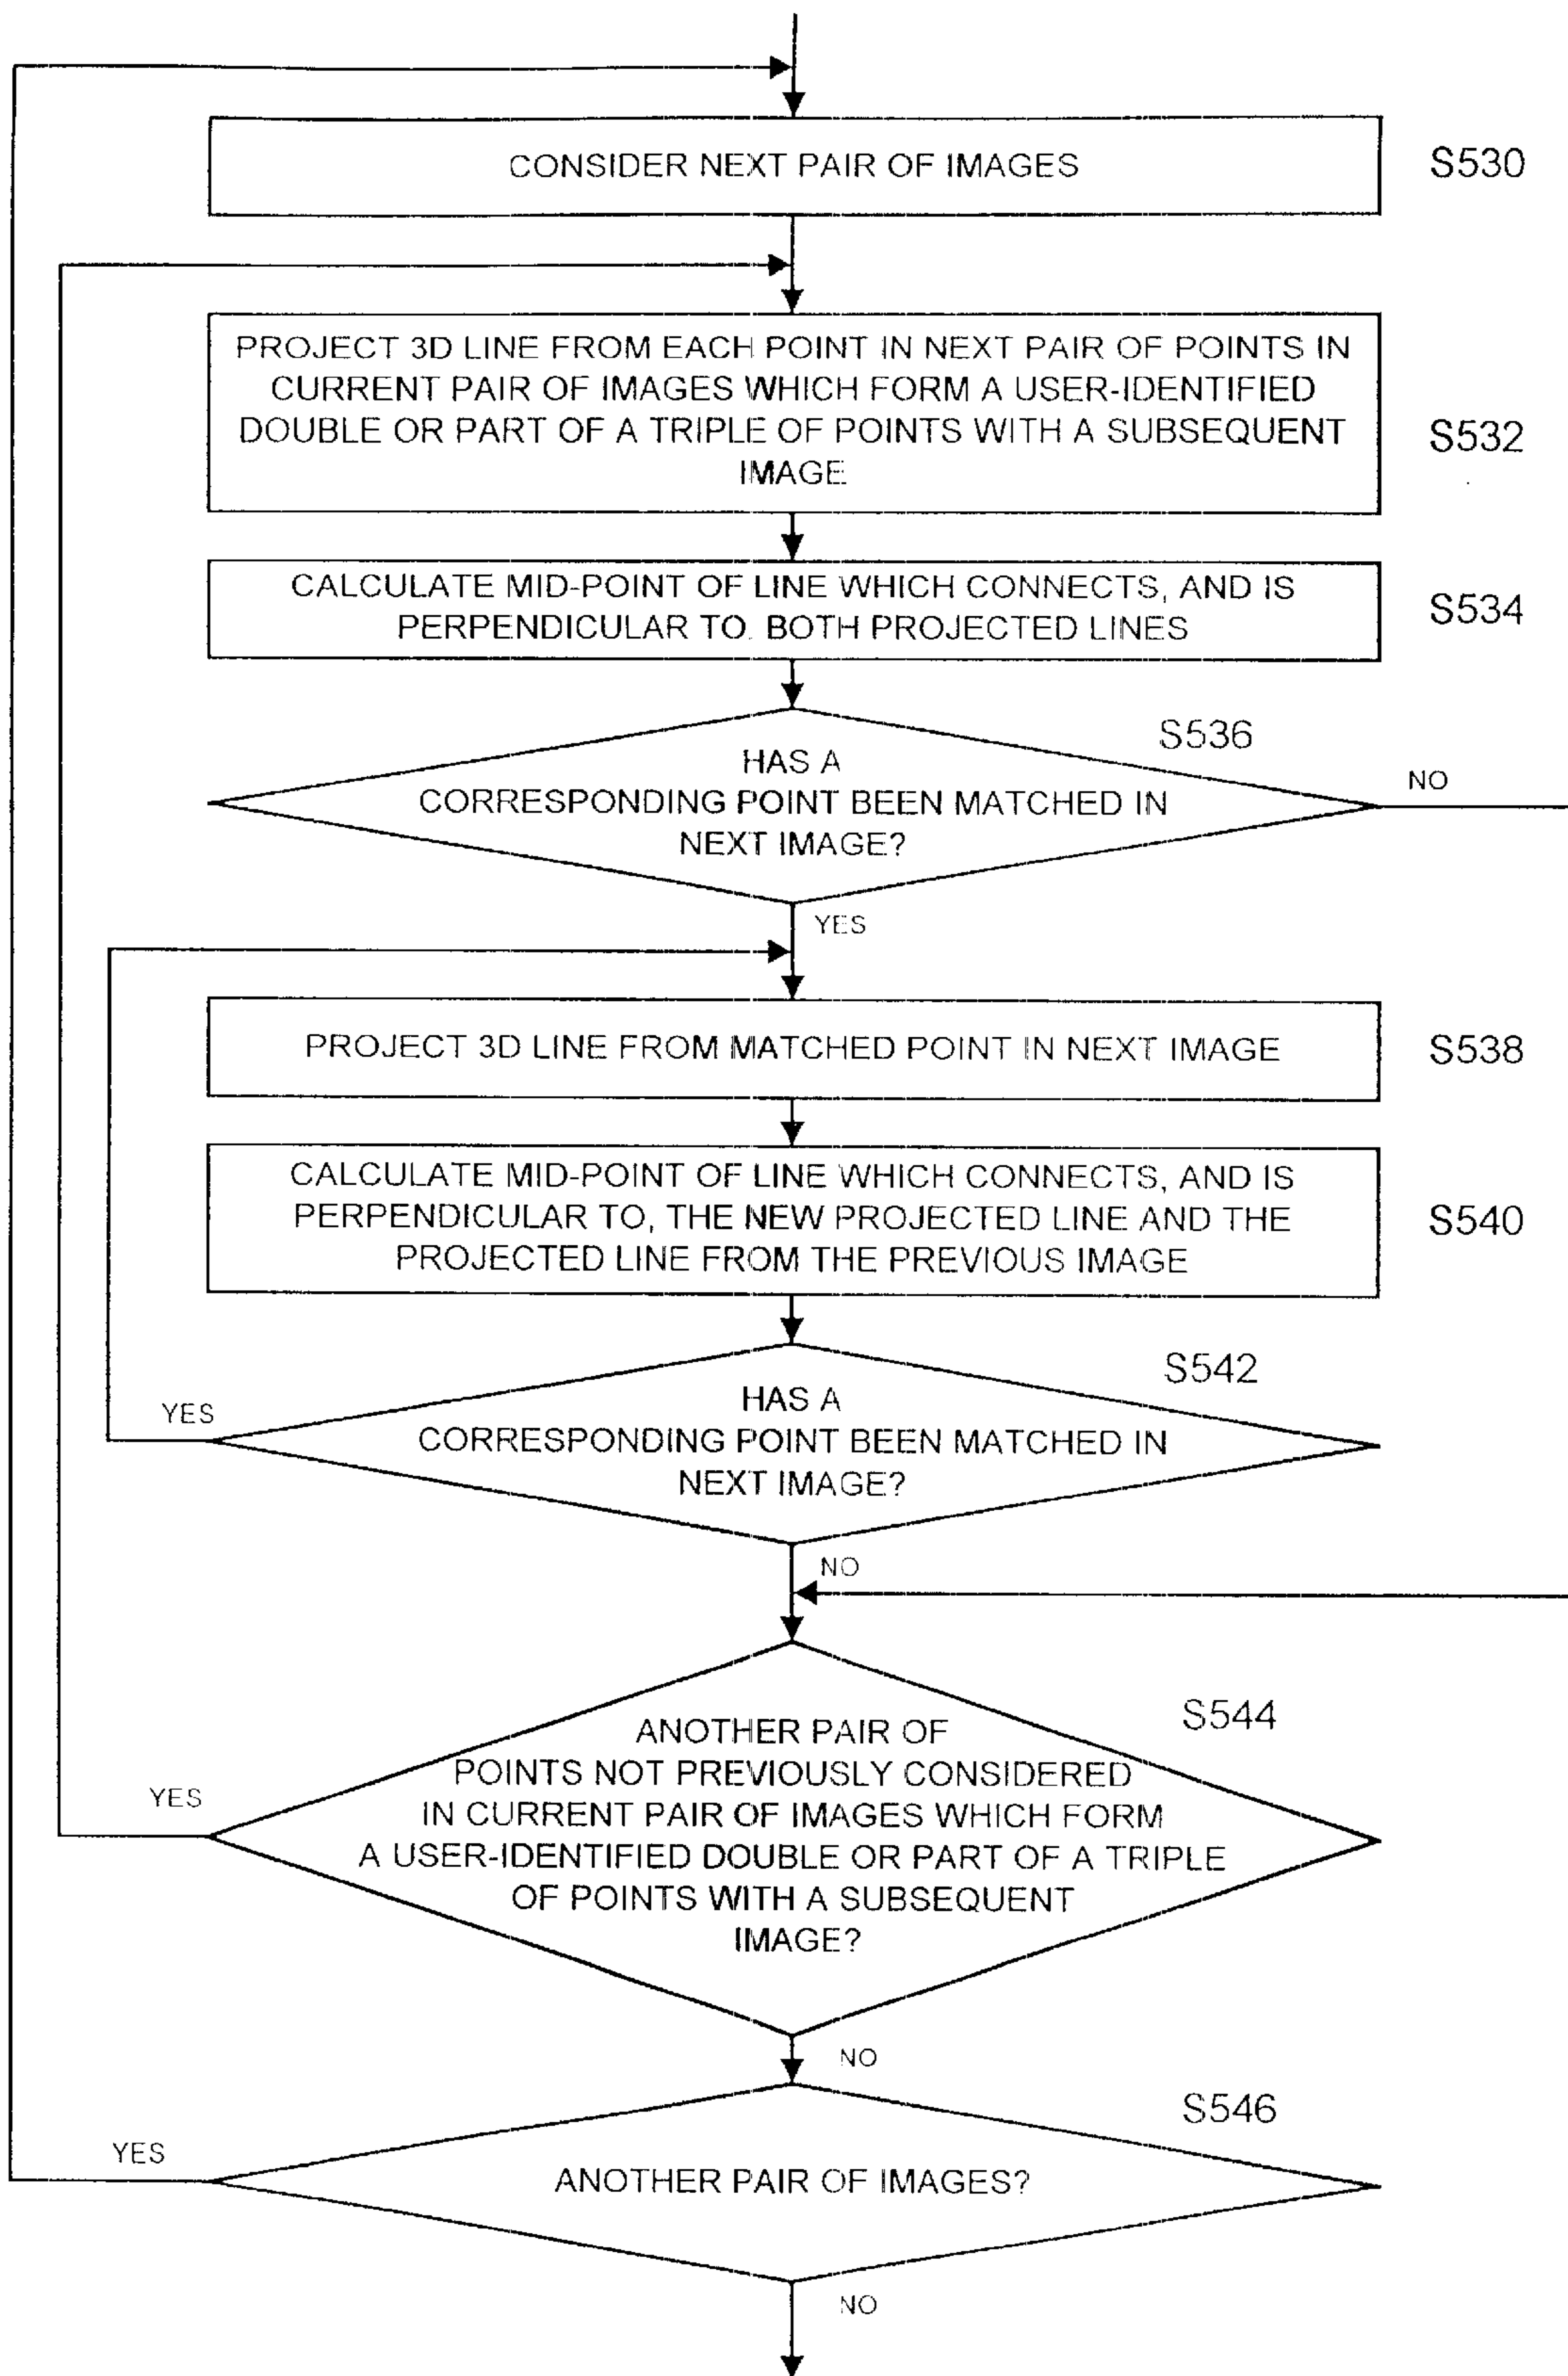 CONSIDER NEXT PAIR OF IMAGES
S530
PROJECT 3D LINE FROM EACH POINT IN NEXT PAIR OF POINTS IN
CURRENT PAIR OF IMAGES WHICH FORM A USER-IDENTIFIED
DOUBLE OR PART OF A TRIPLE OF POINTS WITH A SUBSEQUENT
IMAGE
S532
CALCULATE MID-POINT OF LINE WHICH CONNECTS, AND IS
PERPENDICULAR TO, BOTH PROJECTED LINES
S534
S536
HAS A
CORRESPONDING POINT BEEN MATCHED IN
NEXT IMAGE?
NO
YES
PROJECT 3D LINE FROM MATCHED POINT IN NEXT IMAGE
S538
CALCULATE MID-POINT OF LINE WHICH CONNECTS, AND IS
PERPENDICULAR TO, THE NEW PROJECTED LINE AND THE
PROJECTED LINE FROM THE PREVIOUS IMAGE
S540
S542
HAS A
CORRESPONDING POINT BEEN MATCHED IN
NEXT IMAGE?
YES
NO
S544
ANOTHER PAIR OF
POINTS NOT PREVIOUSLY CONSIDERED
IN CURRENT PAIR OF IMAGES WHICH FORM
A USER-IDENTIFIED DOUBLE OR PART OF A TRIPLE
OF POINTS WITH A SUBSEQUENT
IMAGE?
YES
NO
S546
ANOTHER PAIR OF IMAGES?
YES
NO